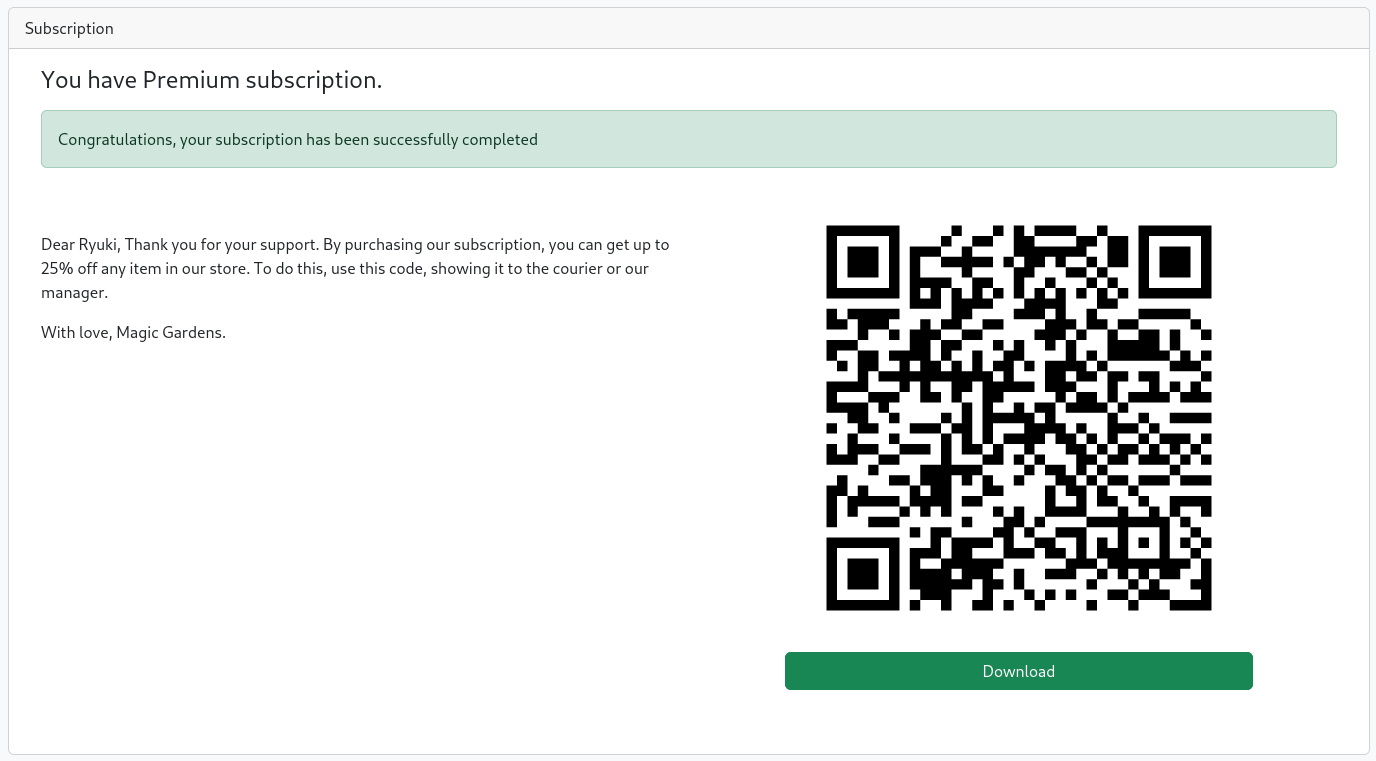 Subscription
You have Premium subscription.
Congratulations, your subscription has been successfully completed
Dear Ryuki, Thank you for your support. By purchasing our subscription, you can get up to
25% off any item in our store. To do this, use this code, showing it to the courier or our
manager.
With love, Magic Gardens.
Download